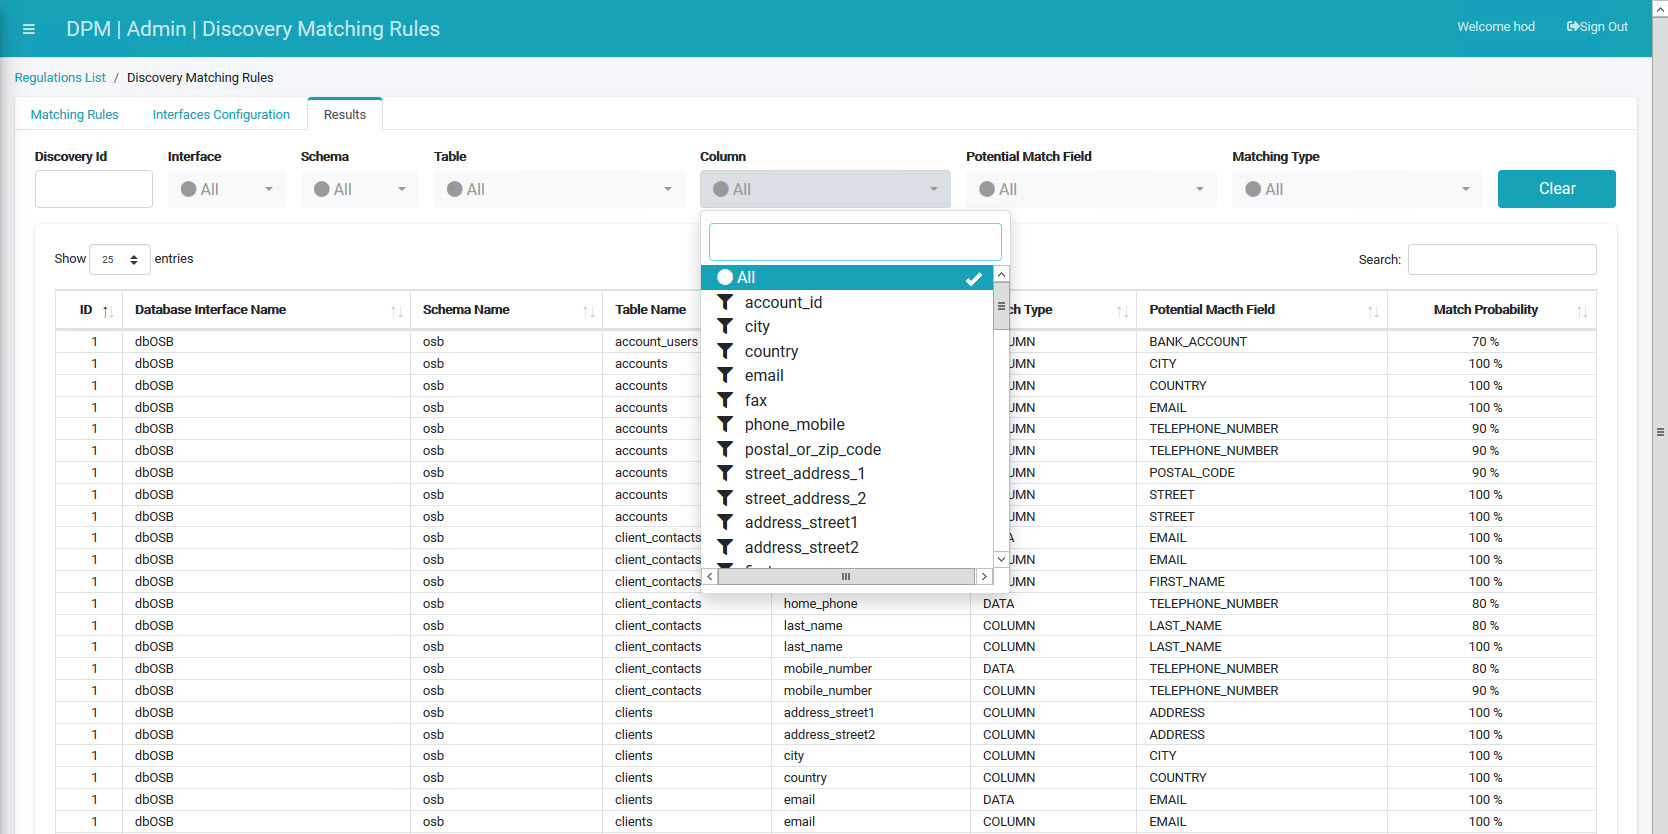 DPM | Admin | Discovery Matching Rules
Welcome hod
Sign Out
Regulations List / Discovery Matching Rules
Matching Rules
Interfaces Configuration
Results
Discovery Id
Interface
Schema
Table
Column
Potential Match Field
Matching Type
All
All
All
All
All
All
Clear
Show 25 entries
Search:
All
account_id
city
country
email
fax
phone_mobile
postal_or_zip_code
street_address_1
street_address_2
address_street1
address_street2
ID Database Interface Name Schema Name Table Name ch Type Potential Macth Field Match Probability
1 dbOSB osb account_users UMN BANK_ACCOUNT 70 %
1 dbOSB osb accounts UMN CITY 100 %
1 dbOSB osb accounts UMN COUNTRY 100 %
1 dbOSB osb accounts UMN EMAIL 100 %
1 dbOSB osb accounts UMN TELEPHONE_NUMBER 90 %
1 dbOSB osb accounts UMN TELEPHONE_NUMBER 90 %
1 dbOSB osb accounts UMN POSTAL_CODE 90 %
1 dbOSB osb accounts UMN STREET 100 %
1 dbOSB osb accounts UMN STREET 100 %
1 dbOSB osb client_contacts A EMAIL 100 %
1 dbOSB osb client_contacts UMN EMAIL 100 %
1 dbOSB osb client_contacts UMN FIRST_NAME 100 %
1 dbOSB osb client_contacts home_phone DATA TELEPHONE_NUMBER 80 %
1 dbOSB osb client_contacts last_name COLUMN LAST_NAME 80 %
1 dbOSB osb client_contacts last_name COLUMN LAST_NAME 100 %
1 dbOSB osb client_contacts mobile_number DATA TELEPHONE_NUMBER 80 %
1 dbOSB osb client_contacts mobile_number COLUMN TELEPHONE_NUMBER 90 %
1 dbOSB osb clients address_street1 COLUMN ADDRESS 100 %
1 dbOSB osb clients address_street2 COLUMN ADDRESS 100 %
1 dbOSB osb clients city COLUMN CITY 100 %
1 dbOSB osb clients country COLUMN COUNTRY 100 %
1 dbOSB osb clients email DATA EMAIL 100 %
1 dbOSB osb clients email COLUMN EMAIL 100 %